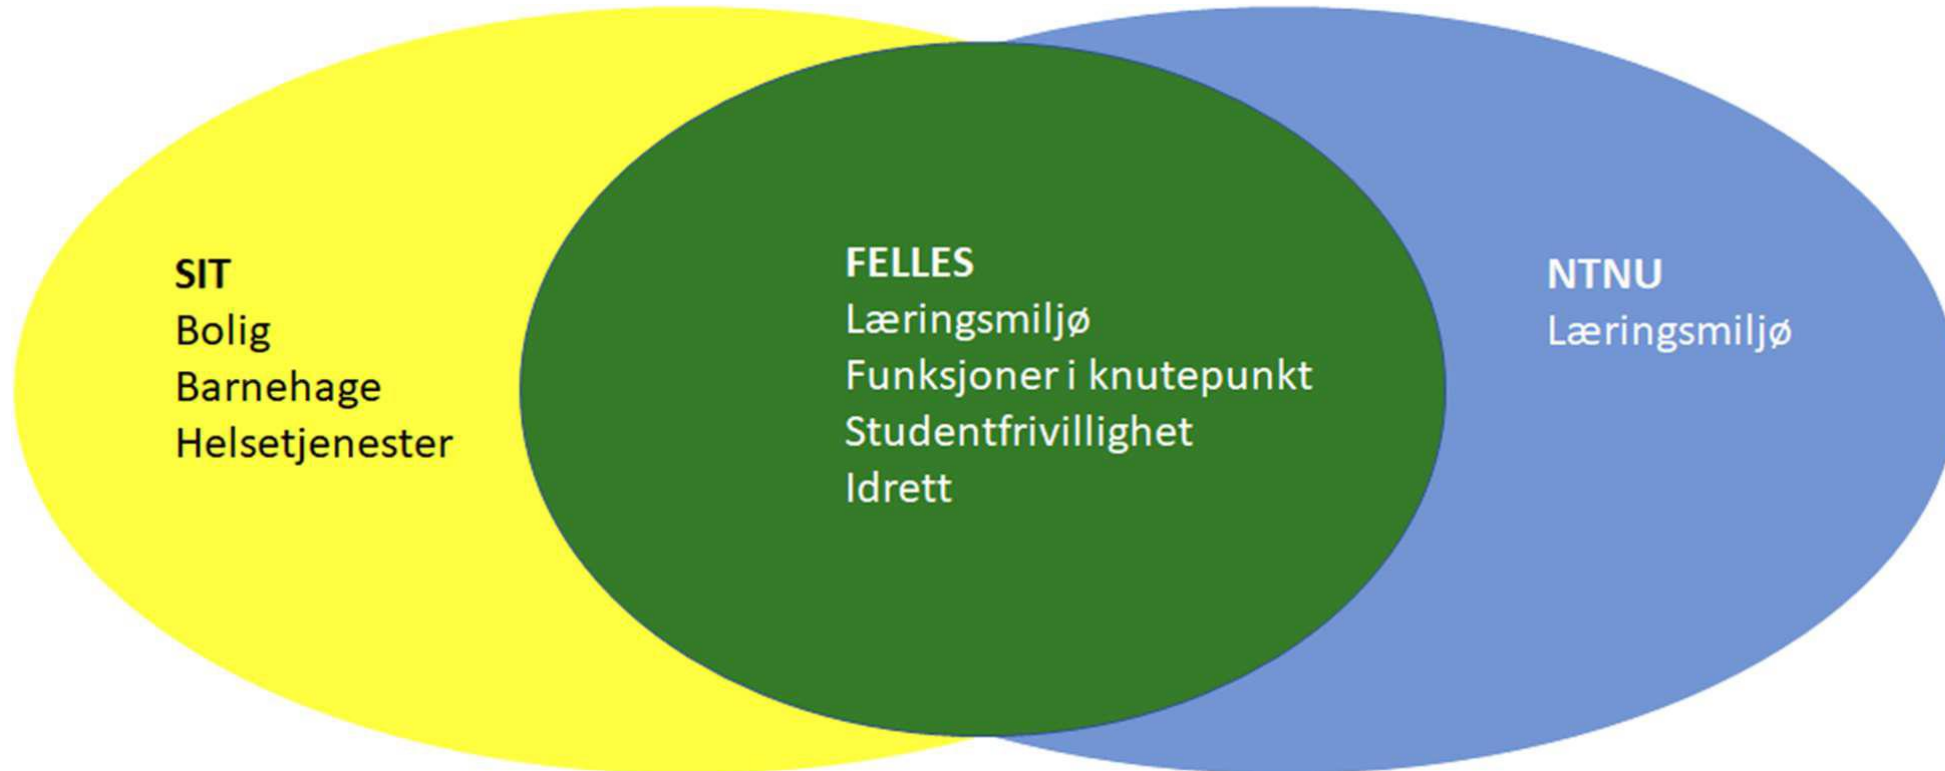 SIT
Bolig
Barnehage
Helsetjenester
FELLES
Læringsmiljø
Funksjoner i knutepunkt
Studentfrivillighet
Idrett
NTNU
Læringsmiljø